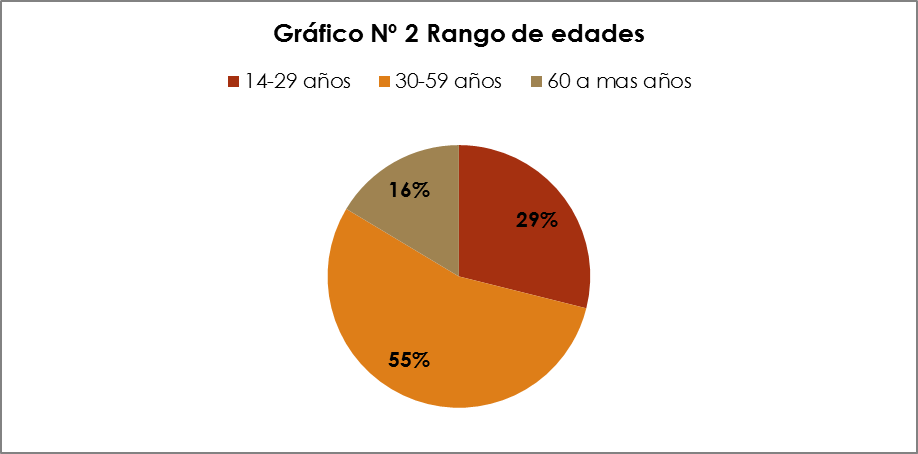 Gráfico Nº 2 Rango de edades
14-29 años 30-59 años 60 a mas años
16%
29%
55%